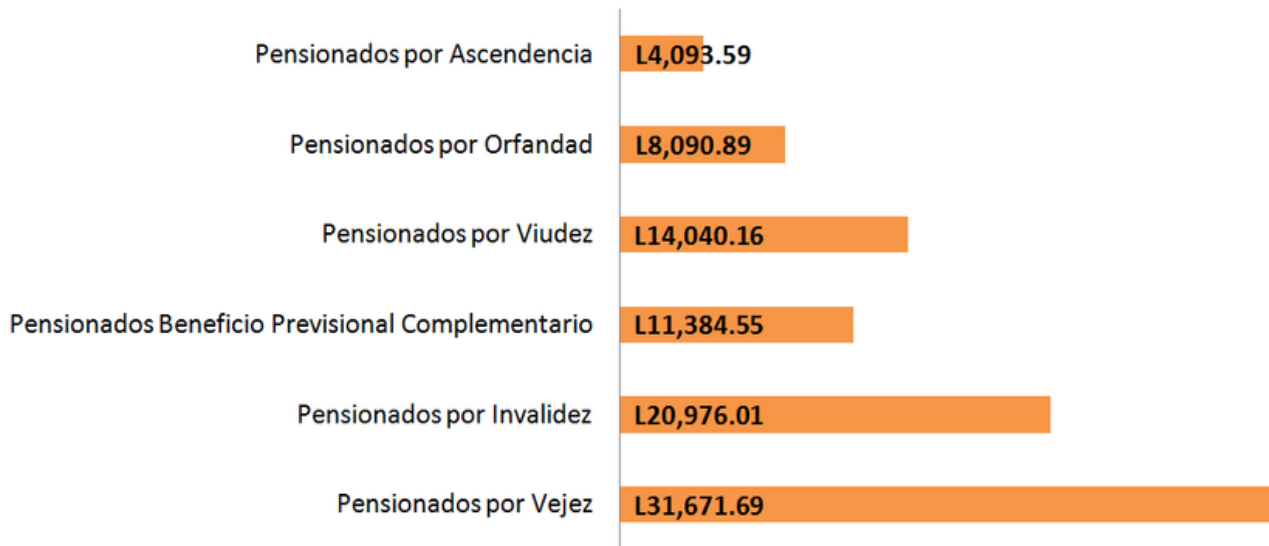 Pensionados por Ascendencia L4,093.59
Pensionados por Orfandad L8,090.89
Pensionados por Viudez L14,040.16
Pensionados Beneficio Previsional Complementario L11,384.55
Pensionados por Invalidez L20,976.01
Pensionados por Vejez L31,671.69